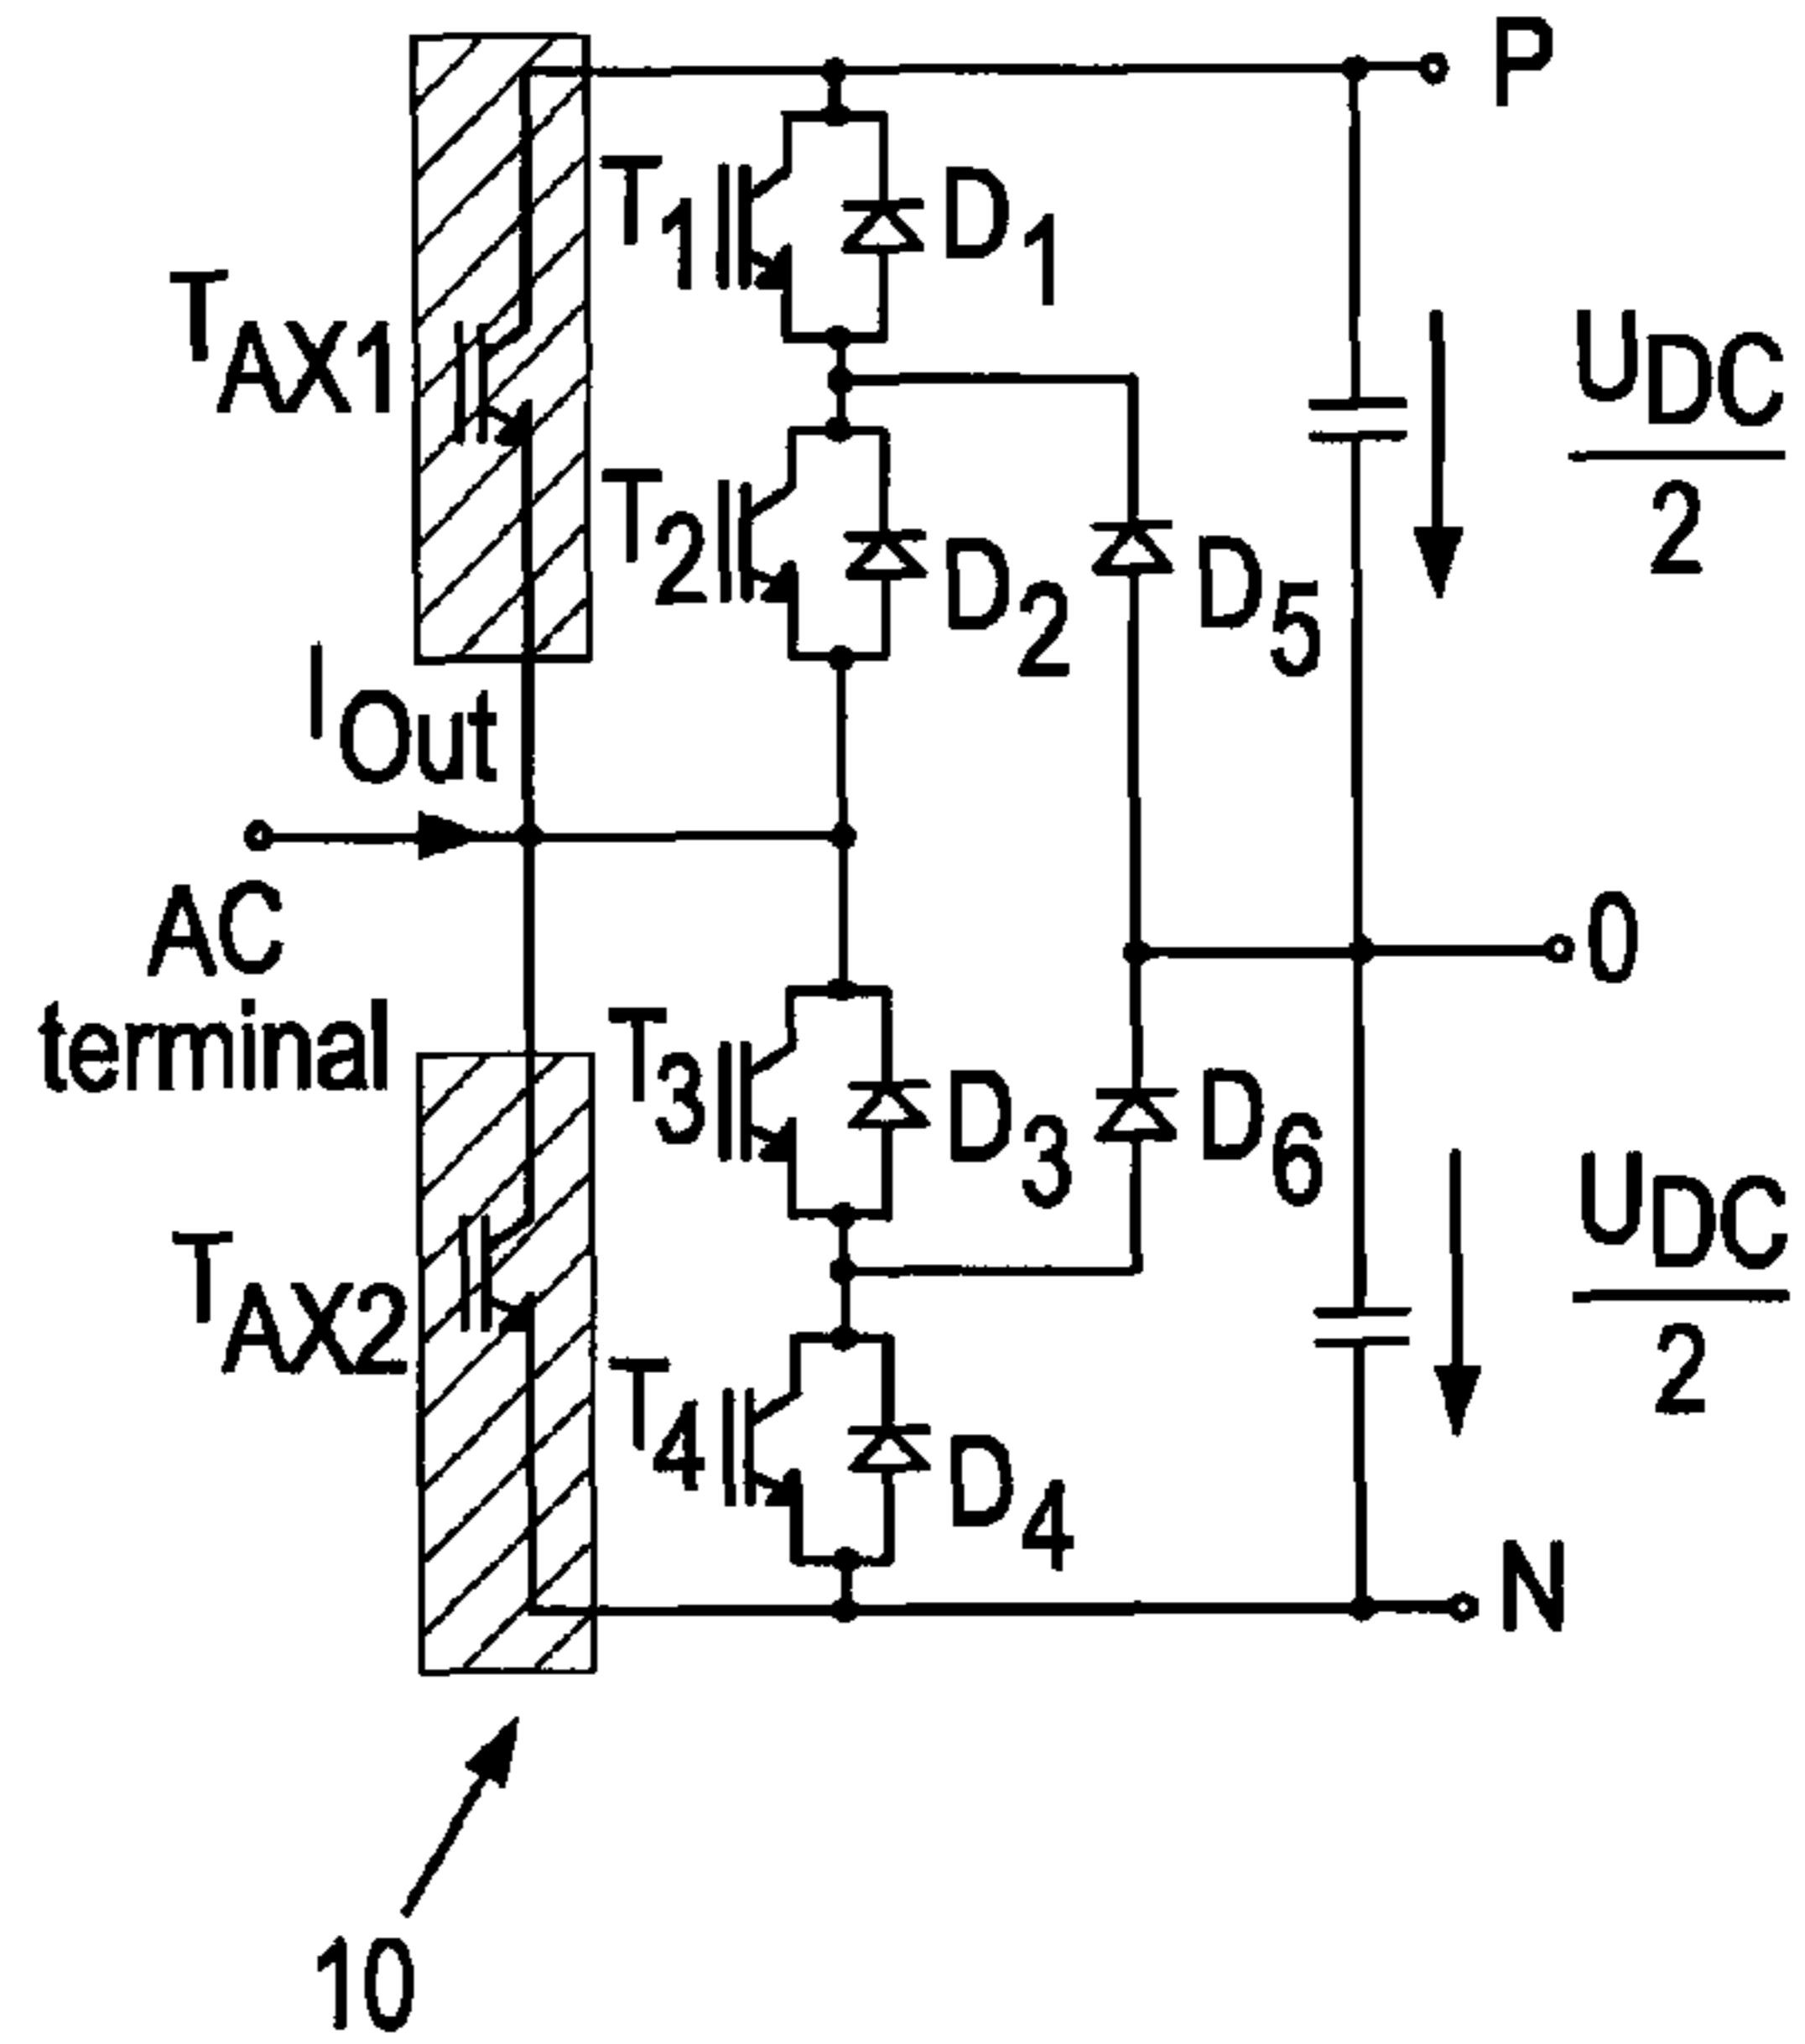 P
T1
D1
TAX1
UDC
2
T2
D2
D5
IOut
AC
terminal
0
T3
D3
D6
TAX2
UDC
2
T4
D4
N
10